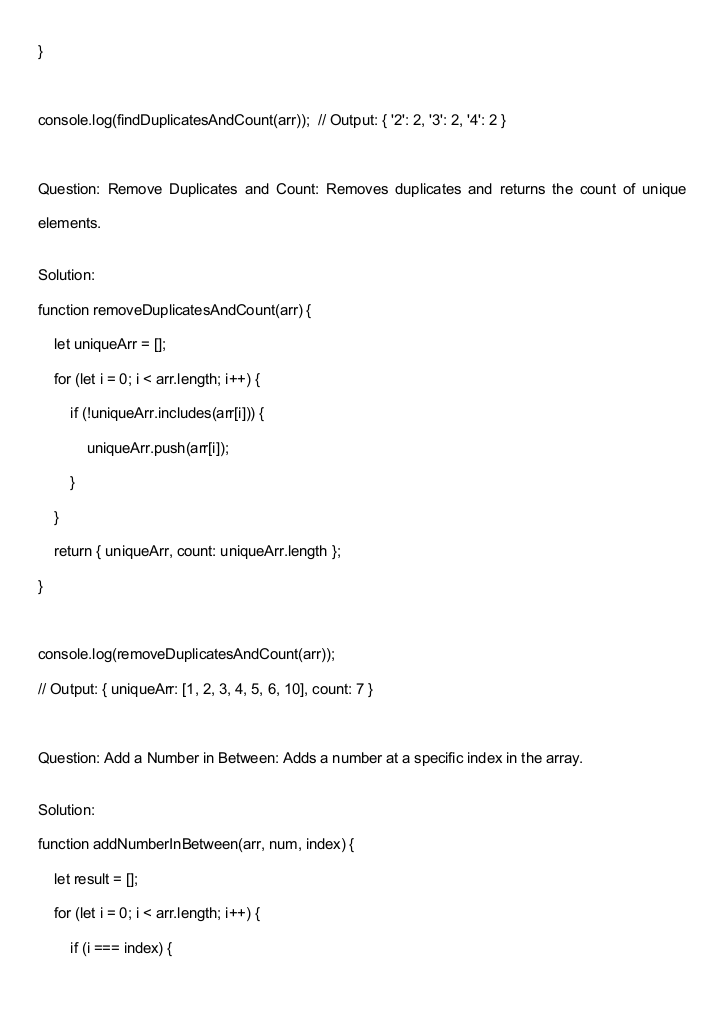 }
console.log(findDuplicatesAndCount(arr));  // Output: { '2': 2, '3': 2, '4': 2 }
Question: Remove Duplicates and Count: Removes duplicates and returns the count of unique
elements.
Solution:
function removeDuplicatesAndCount(arr) {
    let uniqueArr = [];
    for (let i = 0; i < arr.length; i++) {
        if (!uniqueArr.includes(arr[i])) {
            uniqueArr.push(arr[i]);
        }
    }
    return { uniqueArr, count: uniqueArr.length };
}
console.log(removeDuplicatesAndCount(arr));
// Output: { uniqueArr: [1, 2, 3, 4, 5, 6, 10], count: 7 }
Question: Add a Number in Between: Adds a number at a specific index in the array.
Solution:
function addNumberInBetween(arr, num, index) {
    let result = [];
    for (let i = 0; i < arr.length; i++) {
        if (i === index) {